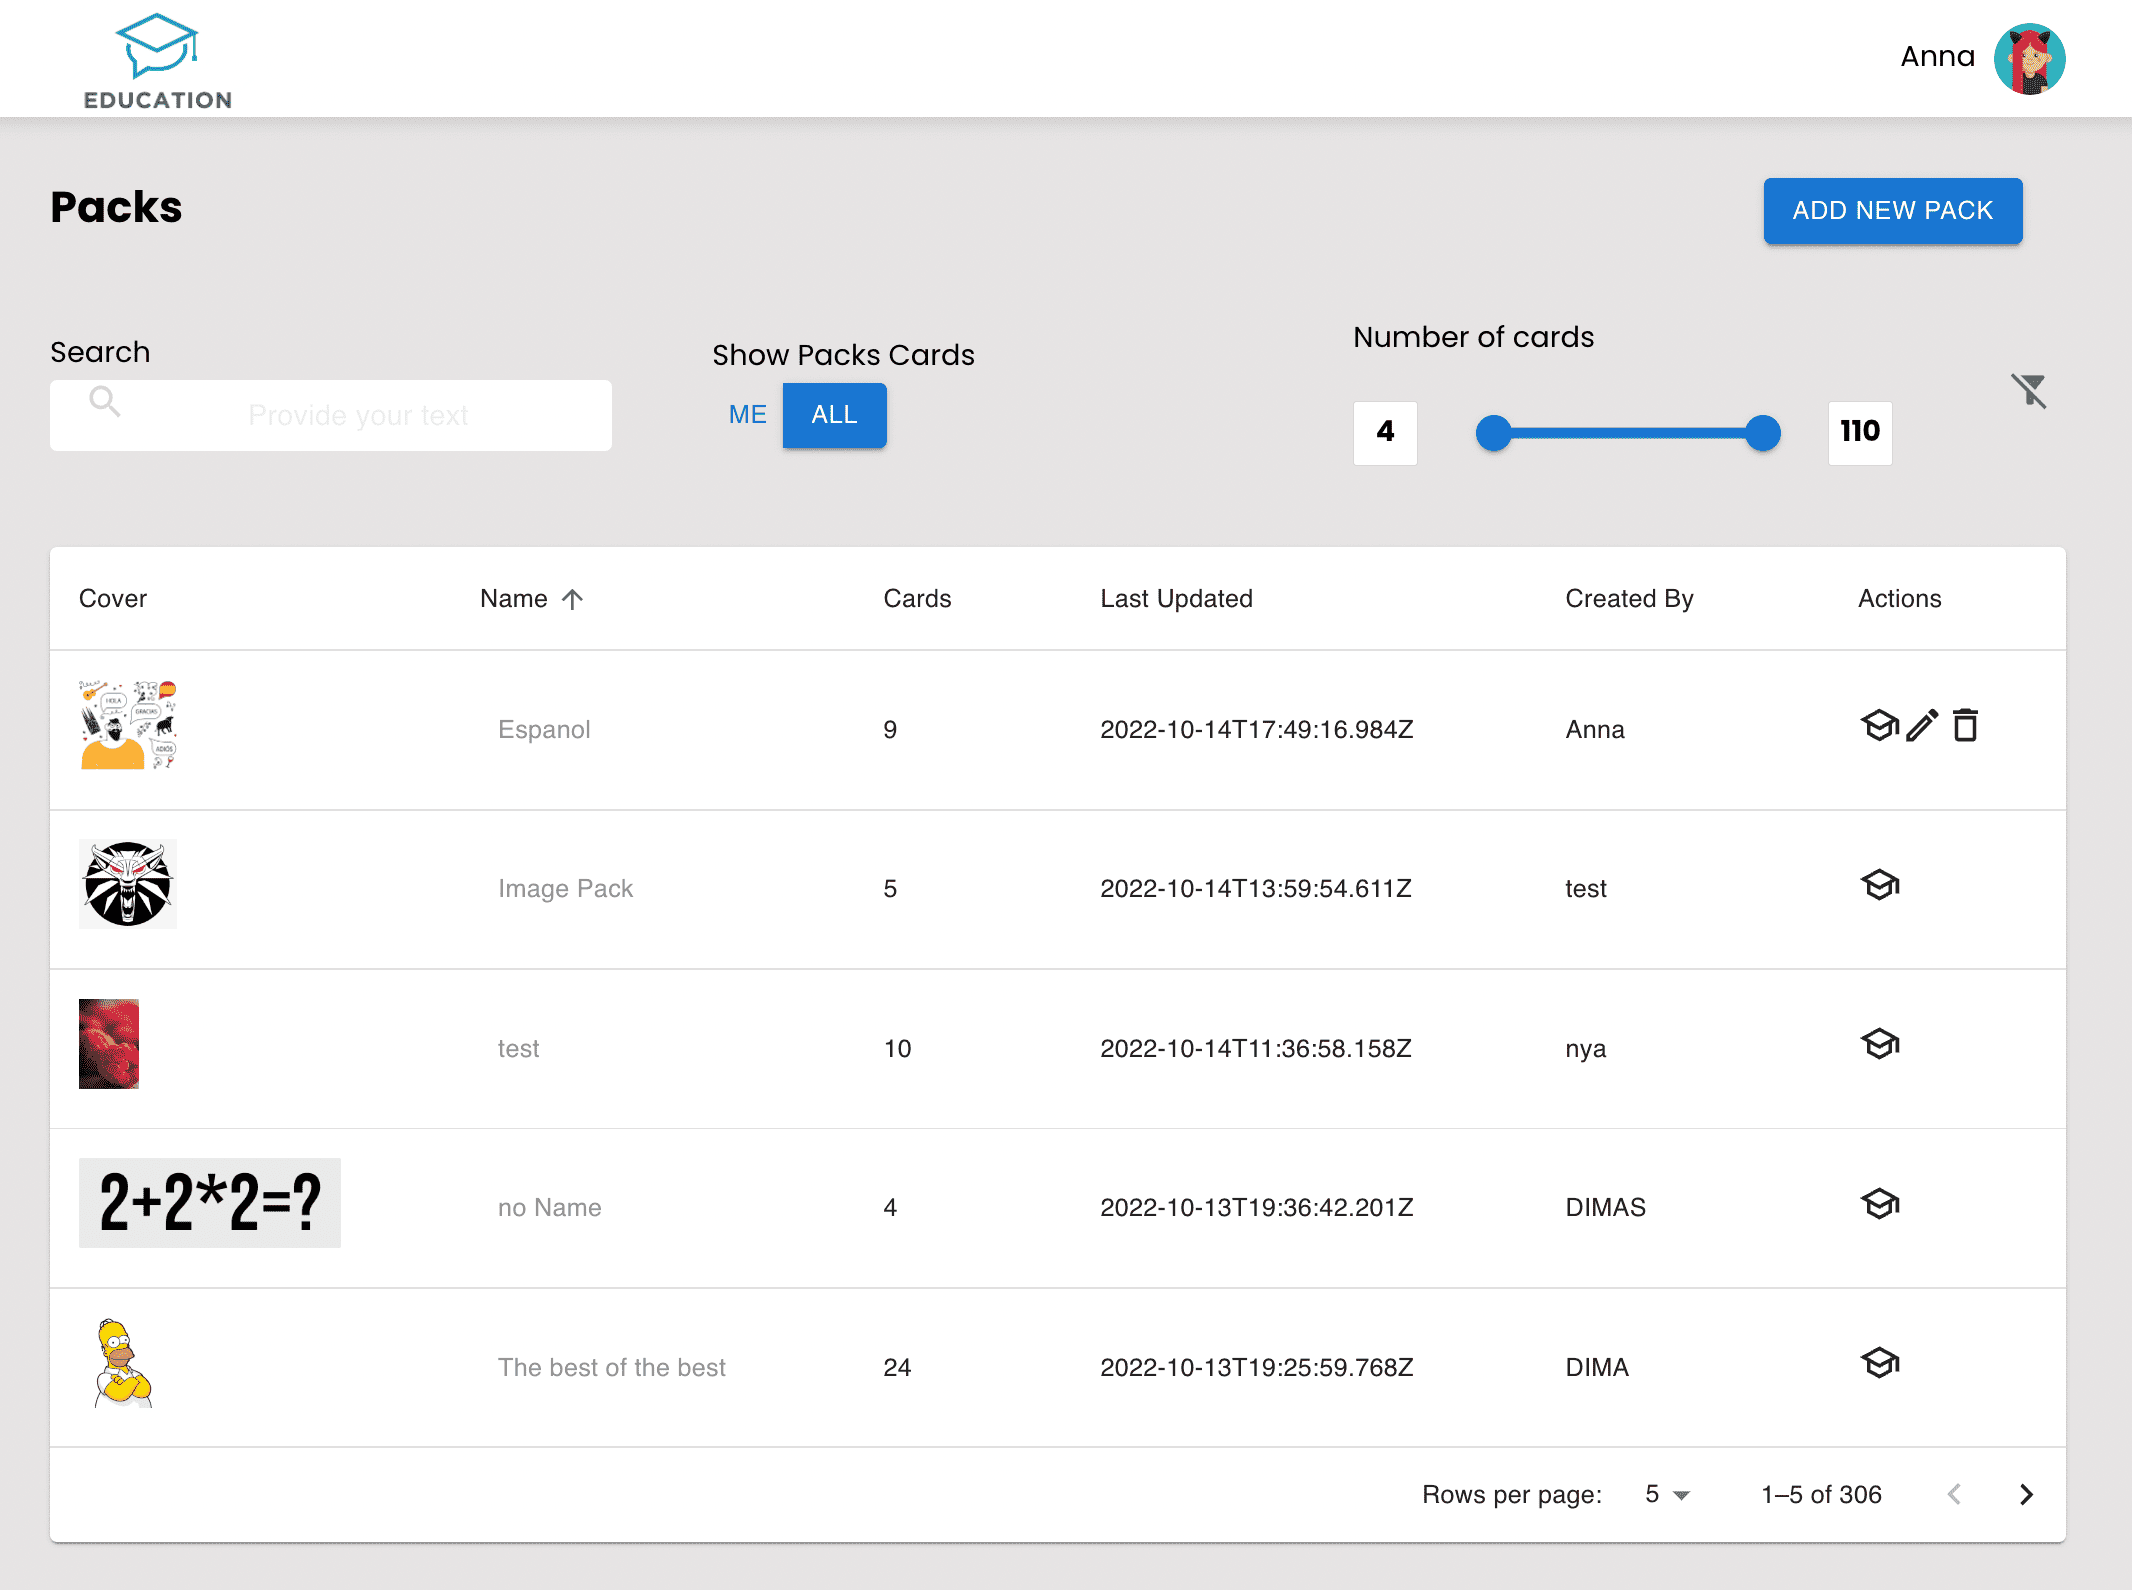 EDUCATION
Anna
Packs
ADD NEW PACK
Search
Provide your text
Show Packs Cards
ME ALL
Number of cards
4 110
Cover Name Cards Last Updated Created By Actions
HOLA
GRACIAS
ADIÓS
Espanol 9 2022-10-14T17:49:16.984Z Anna
Image Pack 5 2022-10-14T13:59:54.611Z test
test 10 2022-10-14T11:36:58.158Z nya
2+2*2=? no Name 4 2022-10-13T19:36:42.201Z DIMAS
The best of the best 24 2022-10-13T19:25:59.768Z DIMA
Rows per page: 5 1–5 of 306